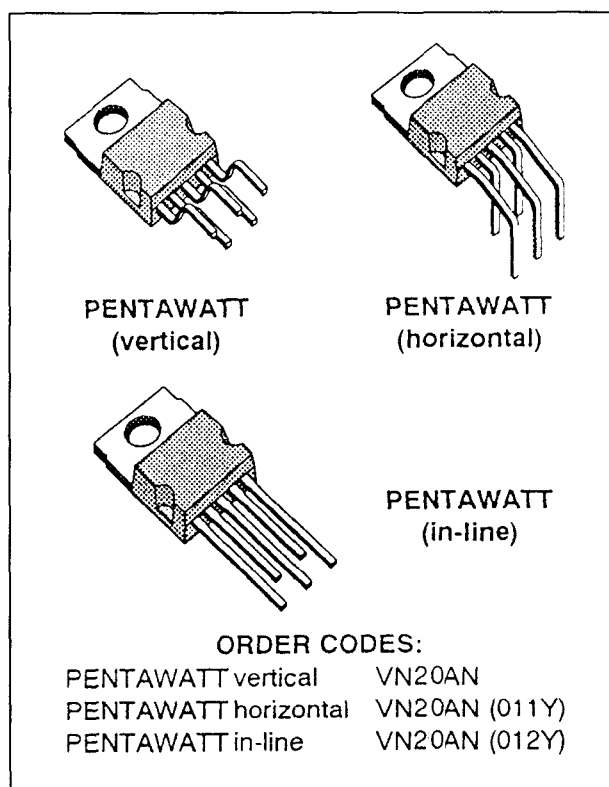 PENTAWATT
(vertical)
PENTAWATT
(horizontal)
PENTAWATT
(in-line)
ORDER CODES:
PENTAWATT vertical VN20AN
PENTAWATT horizontal VN20AN (011Y)
PENTAWATT in-line VN20AN (012Y)